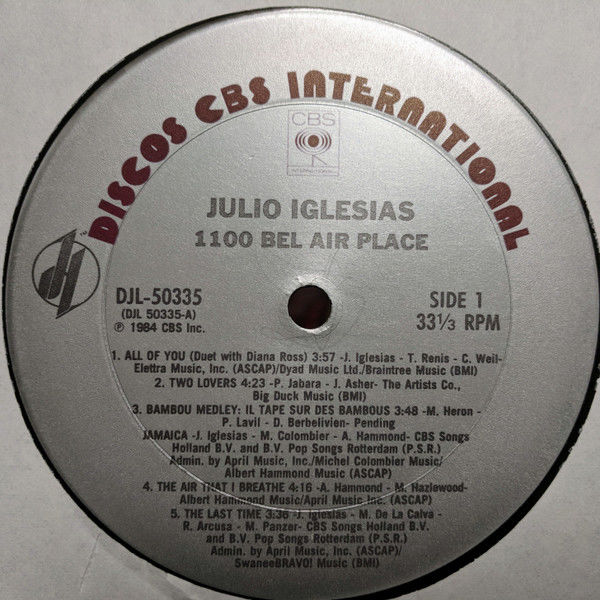 DISCOS CBS INTERNATIONAL
CBS
JULIO IGLESIAS
1100 BEL AIR PLACE
DJL-50335
(DJL 50335-A)
℗ 1984 CBS Inc.
SIDE 1
33⅓ RPM
1. ALL OF YOU (Duet with Diana Ross) 3:57 -J. Iglesias - T. Renis - C. Weil-
Elettra Music, Inc. (ASCAP)/Dyad Music Ltd./Braintree Music (BMI)
2. TWO LOVERS 4:23 -P. Jabara - J. Asher- The Artists Co.,
Big Duck Music (BMI)
3. BAMBOU MEDLEY: IL TAPE SUR DES BAMBOUS 3:48 -M. Heron -
P. Lavil - D. Berbelivien- Pending
JAMAICA -J. Iglesias - M. Colombier - A. Hammond- CBS Songs
Holland B.V. and B.V. Pop Songs Rotterdam (P.S.R.)
Admin. by April Music, Inc./Michel Colombier Music/
Albert Hammond Music (ASCAP)
4. THE AIR THAT I BREATHE 4:16 -A. Hammond - M. Hazlewood-
Albert Hammond Music/April Music Inc. (ASCAP)
5. THE LAST TIME 3:36 -J. Iglesias - M. De La Calva -
R. Arcusa - M. Panzer- CBS Songs Holland B.V.
and B.V. Pop Songs Rotterdam (P.S.R.)
Admin. by April Music, Inc. (ASCAP)/
SwaneeBRAVO! Music (BMI)